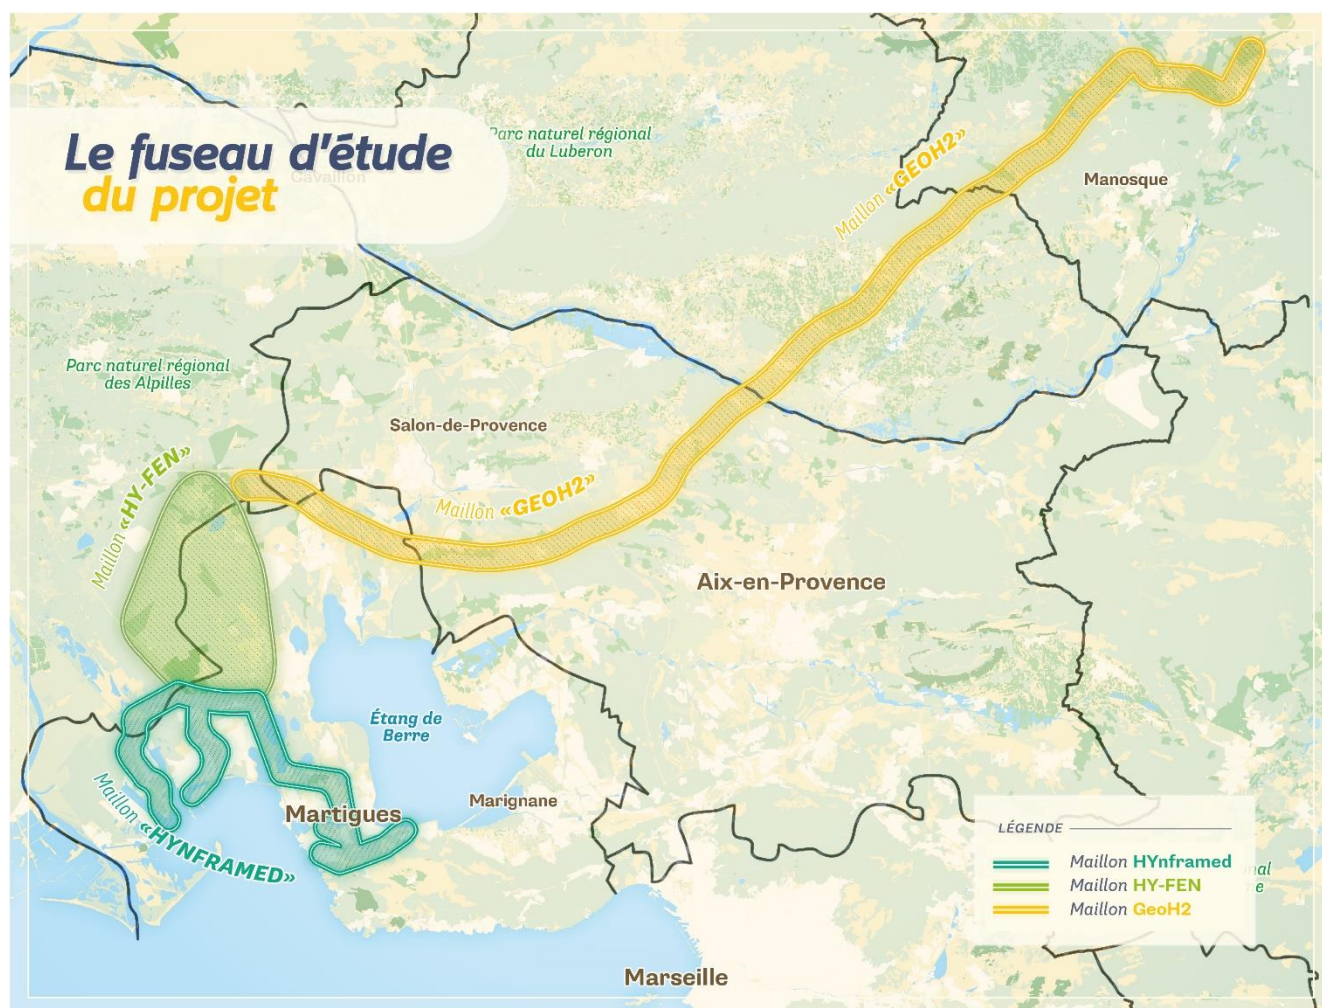 Le fuseau d'étude
du projet
Cavaillon
Parc naturel régional
du Luberon
Maillon «GEOH2»
Manosque
Parc naturel régional
des Alpilles
Salon-de-Provence
Maillon «HY-FEN»
Maillon «GEOH2»
Aix-en-Provence
Étang de
Berre
Maillon «HYNFRAMED»
Martigues
Marignane
Marseille
LÉGENDE
Maillon HYnframed
Maillon HY-FEN
Maillon GeoH2